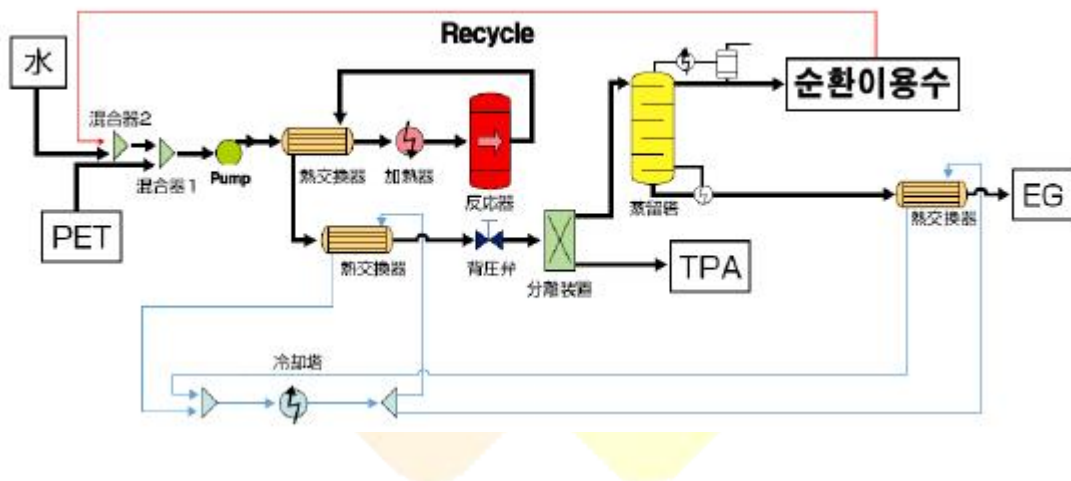 Recycle
水
순환이용수
混合器2
混合器1
Pump
熱交換器
加熱器
反応器
蒸留塔
熱交換器
EG
PET
熱交換器
背圧弁
分離装置
TPA
冷却塔